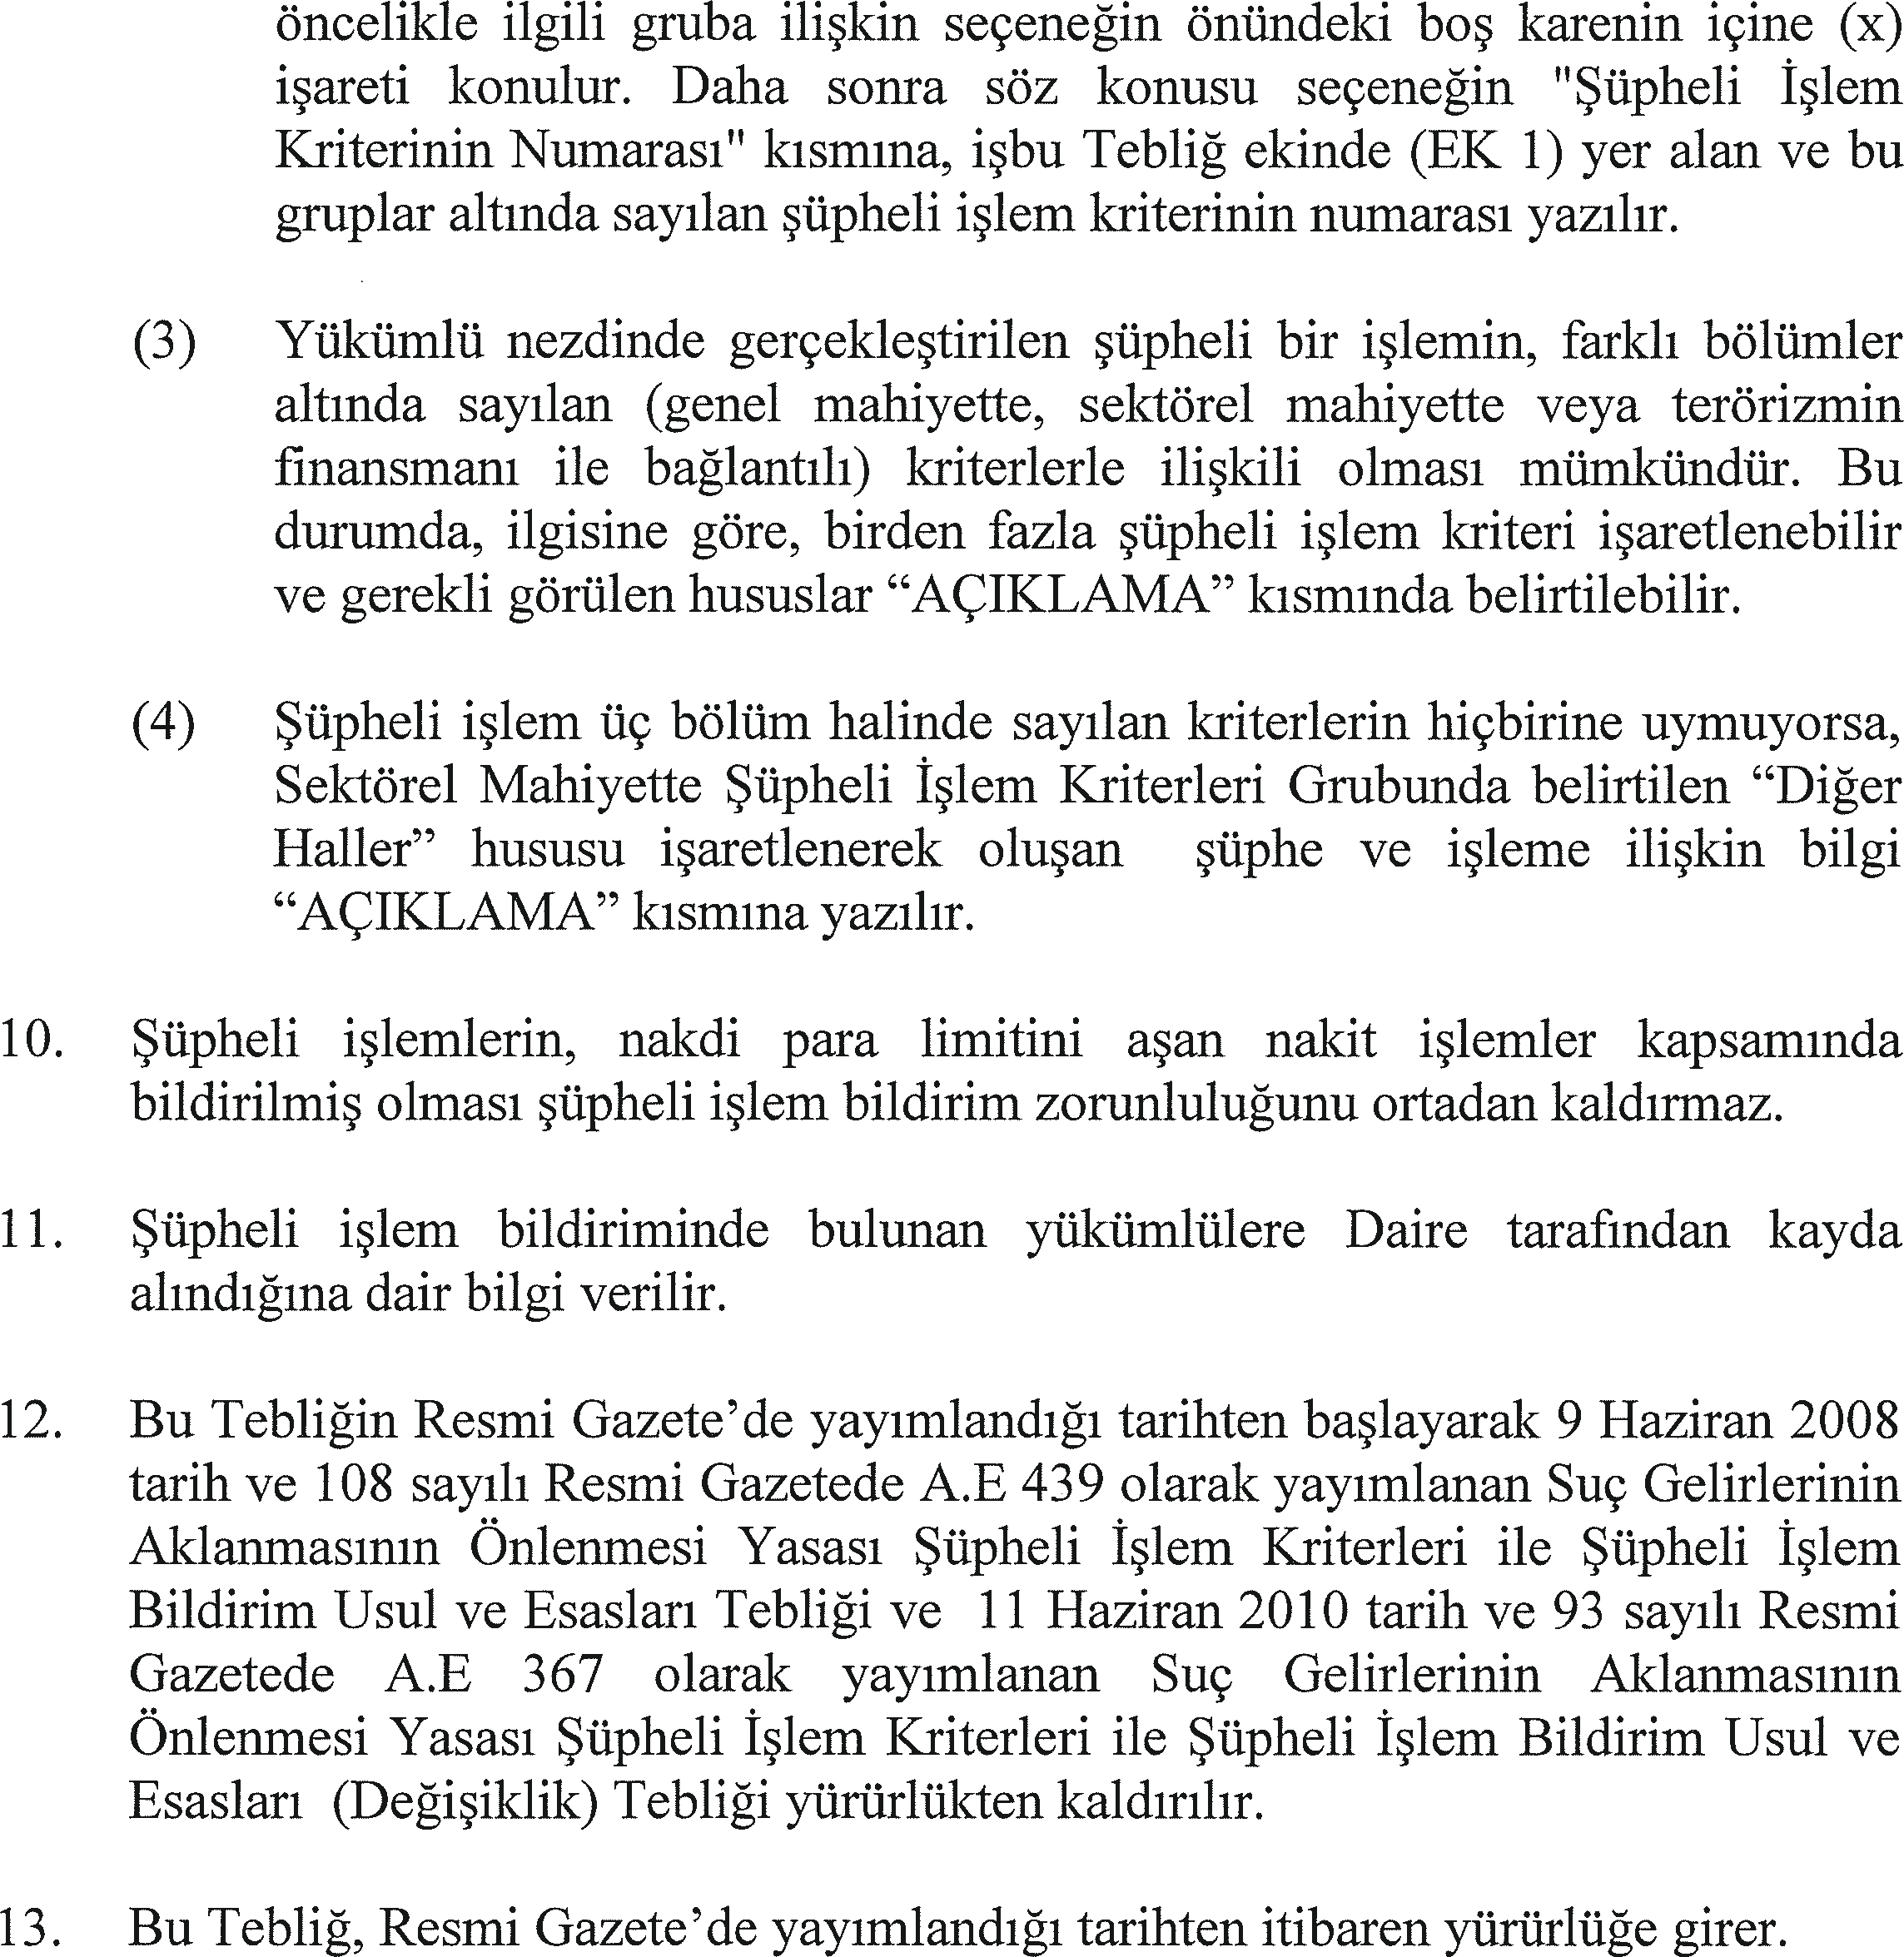 öncelikle ilgili gruba ilişkin seçeneğin önündeki boş karenin içine (x)
işareti konulur. Daha sonra söz konusu seçeneğin "Şüpheli İşlem
Kriterinin Numarası" kısmına, işbu Tebliğ ekinde (EK 1) yer alan ve bu
gruplar altında sayılan şüpheli işlem kriterinin numarası yazılır.
(3) Yükümlü nezdinde gerçekleştirilen şüpheli bir işlemin, farklı bölümler
altında sayılan (genel mahiyette, sektörel mahiyette veya terörizmin
finansmanı ile bağlantılı) kriterlerle ilişkili olması mümkündür. Bu
durumda, ilgisine göre, birden fazla şüpheli işlem kriteri işaretlenebilir
ve gerekli görülen hususlar “AÇIKLAMA” kısmında belirtilebilir.
(4) Şüpheli işlem üç bölüm halinde sayılan kriterlerin hiçbirine uymuyorsa,
Sektörel Mahiyette Şüpheli İşlem Kriterleri Grubunda belirtilen “Diğer
Haller” hususu işaretlenerek oluşan şüphe ve işleme ilişkin bilgi
“AÇIKLAMA” kısmına yazılır.
10. Şüpheli işlemlerin, nakdi para limitini aşan nakit işlemler kapsamında
bildirilmiş olması şüpheli işlem bildirim zorunluluğunu ortadan kaldırmaz.
11. Şüpheli işlem bildiriminde bulunan yükümlülere Daire tarafından kayda
alındığına dair bilgi verilir.
12. Bu Tebliğin Resmi Gazete’de yayımlandığı tarihten başlayarak 9 Haziran 2008
tarih ve 108 sayılı Resmi Gazetede A.E 439 olarak yayımlanan Suç Gelirlerinin
Aklanmasının Önlenmesi Yasası Şüpheli İşlem Kriterleri ile Şüpheli İşlem
Bildirim Usul ve Esasları Tebliği ve 11 Haziran 2010 tarih ve 93 sayılı Resmi
Gazetede A.E 367 olarak yayımlanan Suç Gelirlerinin Aklanmasının
Önlenmesi Yasası Şüpheli İşlem Kriterleri ile Şüpheli İşlem Bildirim Usul ve
Esasları (Değişiklik) Tebliği yürürlükten kaldırılır.
13. Bu Tebliğ, Resmi Gazete’de yayımlandığı tarihten itibaren yürürlüğe girer.